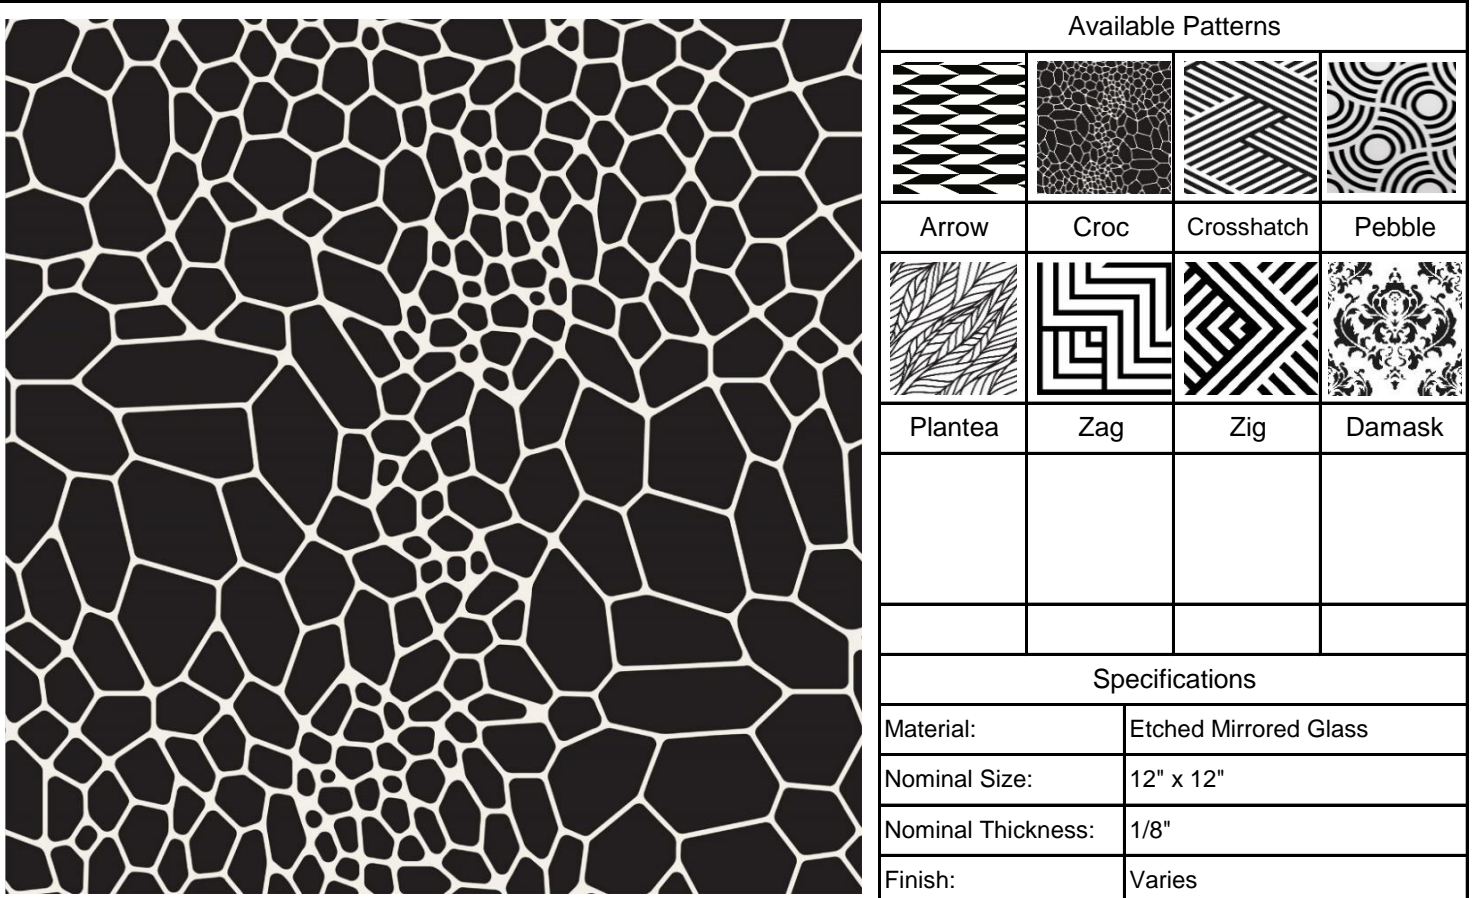 Available Patterns
Arrow Croc Crosshatch Pebble
Plantea Zag Zig Damask
Specifications
Material: Etched Mirrored Glass
Nominal Size: 12" x 12"
Nominal Thickness: 1/8"
Finish: Varies